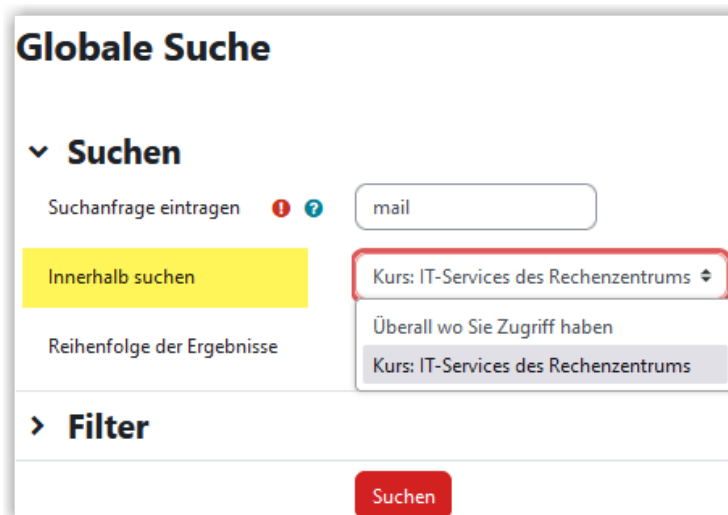 Globale Suche
Suchen
Suchanfrage eintragen
mail
Innerhalb suchen
Kurs: IT-Services des Rechenzentrums
Überall wo Sie Zugriff haben
Kurs: IT-Services des Rechenzentrums
Reihenfolge der Ergebnisse
Filter
Suchen